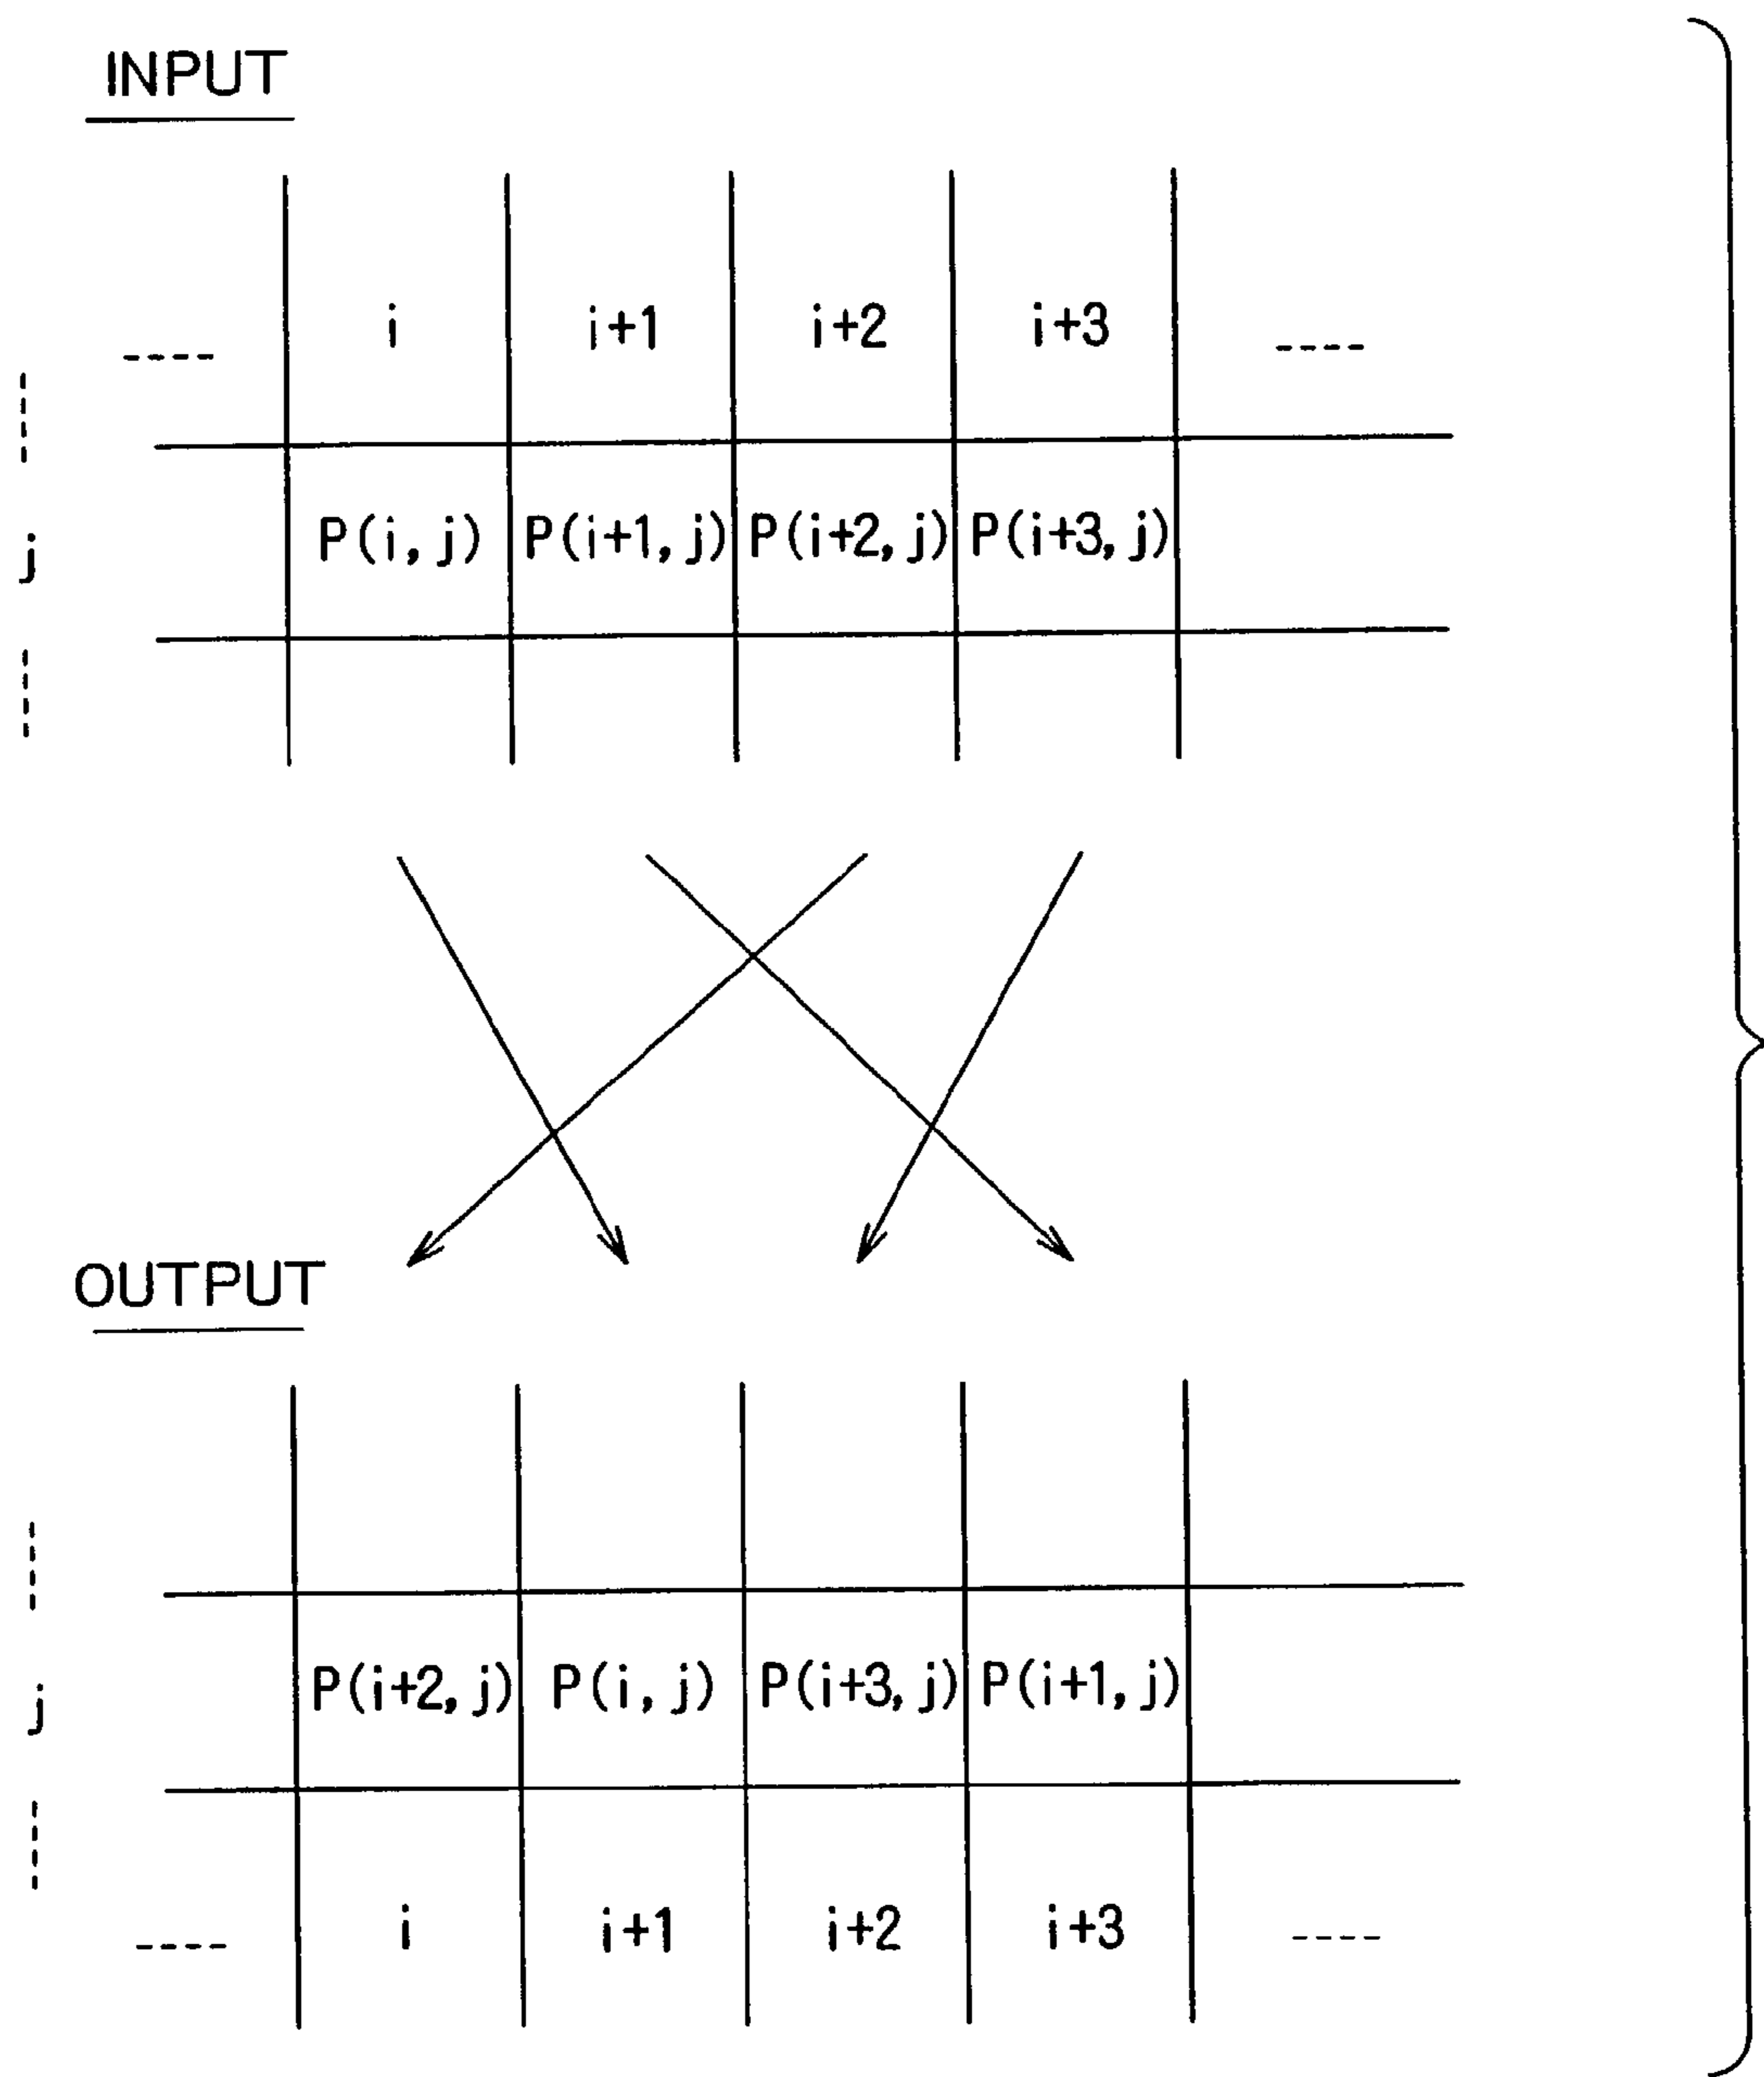 INPUT
---- i i+1 i+2 i+3 ----
j P(i,j) P(i+1,j) P(i+2,j) P(i+3,j)
OUTPUT
j P(i+2,j) P(i,j) P(i+3,j) P(i+1,j)
---- i i+1 i+2 i+3 ----